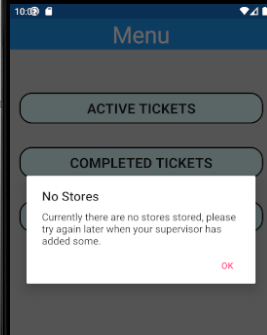 10:0
Menu
ACTIVE TICKETS
COMPLETED TICKETS
No Stores
Currently there are no stores stored, please
try again later when your supervisor has
added some.
OK